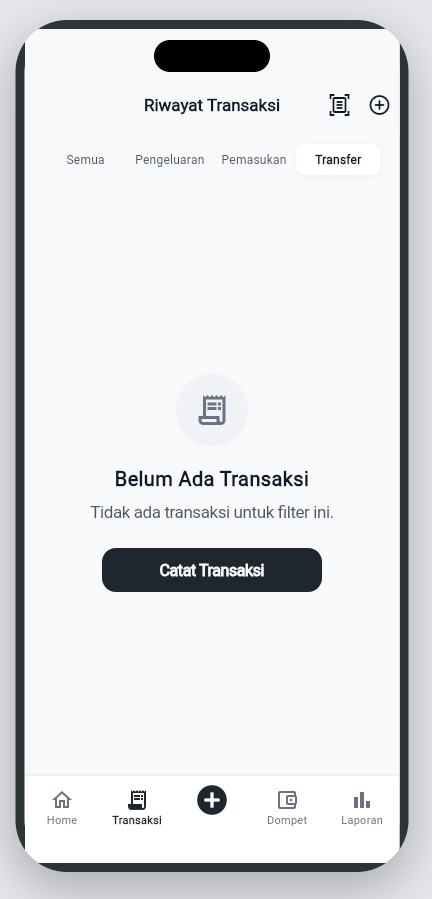 Riwayat Transaksi
Semua Pengeluaran Pemasukan Transfer
Belum Ada Transaksi
Tidak ada transaksi untuk filter ini.
Catat Transaksi
Home Transaksi Dompet Laporan